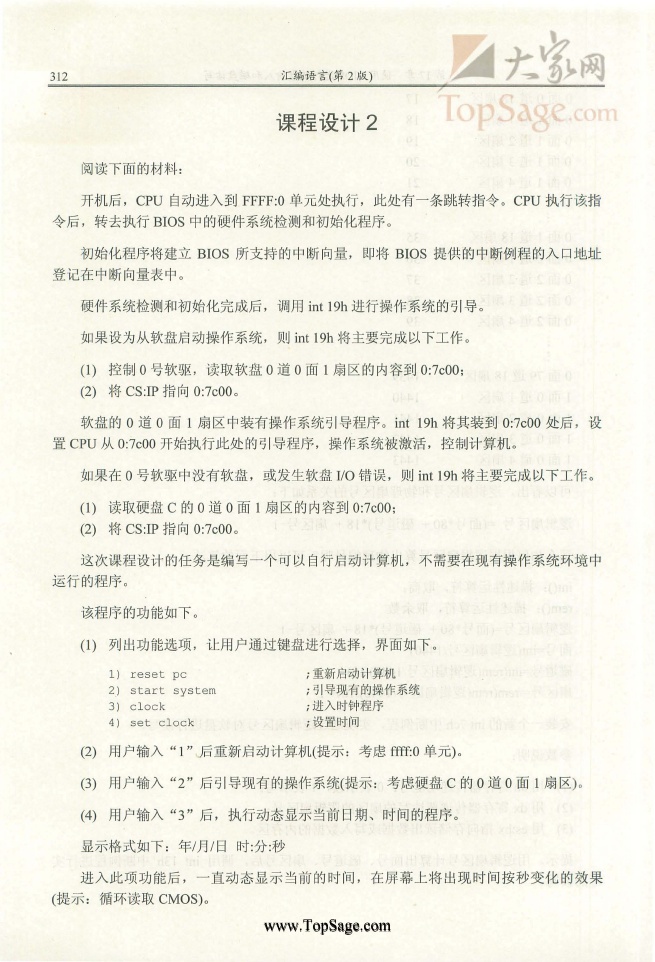 312
汇编语言(第 2 版)
大家网
TopSage.com
课程设计 2
阅读下面的材料：
开机后，CPU 自动进入到 FFFF:0 单元处执行，此处有一条跳转指令。CPU 执行该指
令后，转去执行 BIOS 中的硬件系统检测和初始化程序。
初始化程序将建立 BIOS 所支持的中断向量，即将 BIOS 提供的中断例程的入口地址
登记在中断向量表中。
硬件系统检测和初始化完成后，调用 int 19h 进行操作系统的引导。
如果设为从软盘启动操作系统，则 int 19h 将主要完成以下工作。
(1) 控制 0 号软驱，读取软盘 0 道 0 面 1 扇区的内容到 0:7c00；
(2) 将 CS:IP 指向 0:7c00。
软盘的 0 道 0 面 1 扇区中装有操作系统引导程序。int 19h 将其装到 0:7c00 处后，设
置 CPU 从 0:7c00 开始执行此处的引导程序，操作系统被激活，控制计算机。
如果在 0 号软驱中没有软盘，或发生软盘 I/O 错误，则 int 19h 将主要完成以下工作。
(1) 读取硬盘 C 的 0 道 0 面 1 扇区的内容到 0:7c00；
(2) 将 CS:IP 指向 0:7c00。
这次课程设计的任务是编写一个可以自行启动计算机，不需要在现有操作系统环境中
运行的程序。
该程序的功能如下。
(1) 列出功能选项，让用户通过键盘进行选择，界面如下。
1) reset pc ;重新启动计算机
2) start system ;引导现有的操作系统
3) clock ;进入时钟程序
4) set clock ;设置时间
(2) 用户输入“1”后重新启动计算机(提示：考虑 ffff:0 单元)。
(3) 用户输入“2”后引导现有的操作系统(提示：考虑硬盘 C 的 0 道 0 面 1 扇区)。
(4) 用户输入“3”后，执行动态显示当前日期、时间的程序。
显示格式如下：年/月/日 时:分:秒
进入此项功能后，一直动态显示当前的时间，在屏幕上将出现时间按秒变化的效果
(提示：循环读取 CMOS)。
www.TopSage.com